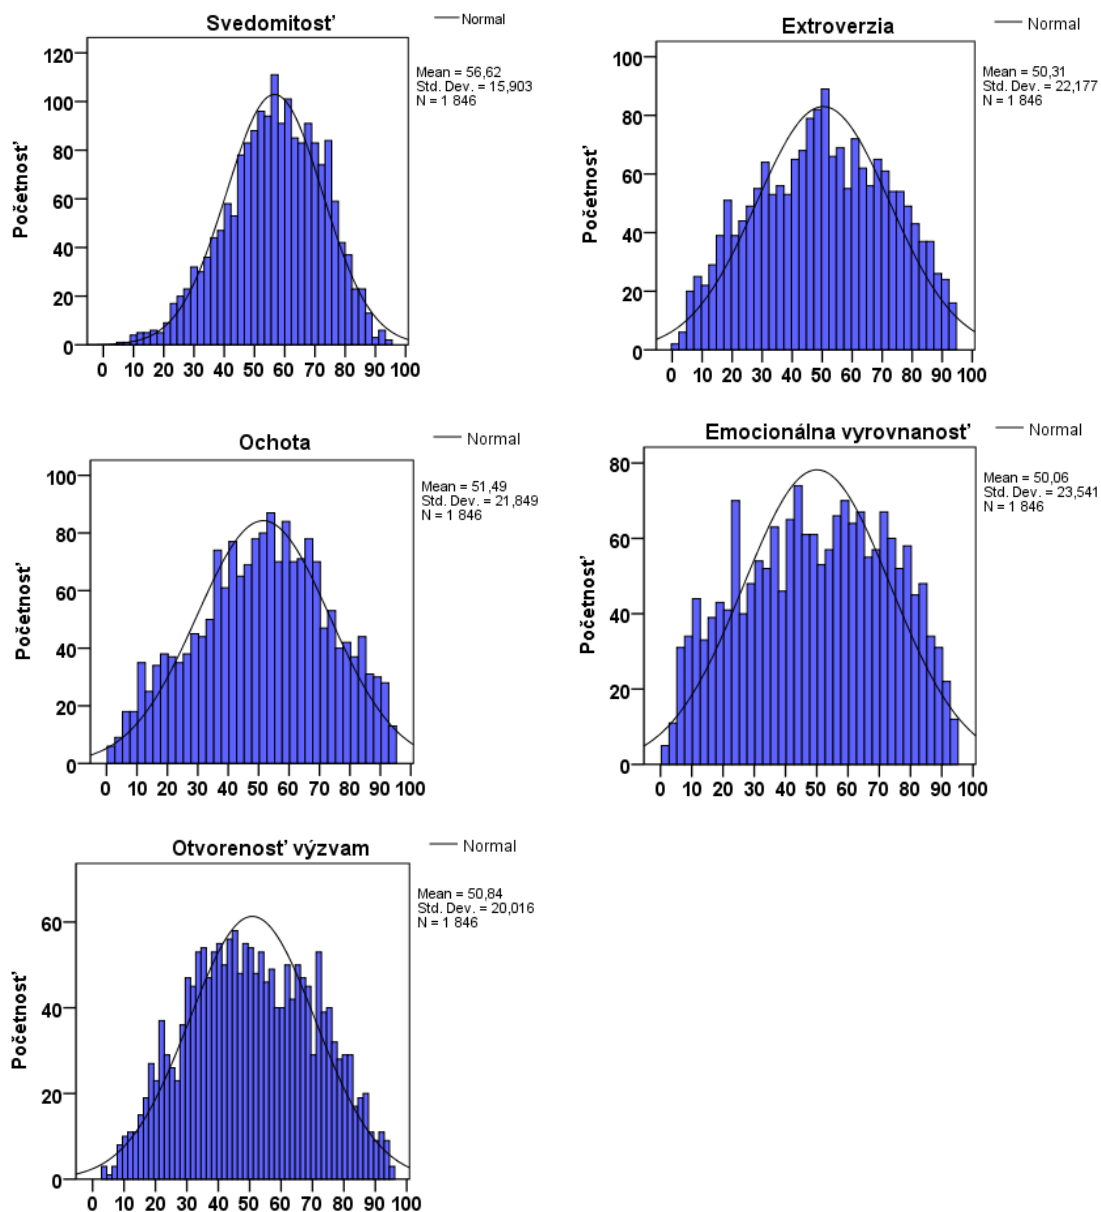 Svedomitosť
Normal
Mean = 56,62
Std. Dev. = 15,903
N = 1 846
Početnosť
120
100
80
60
40
20
0
0 10 20 30 40 50 60 70 80 90 100
Extroverzia
Normal
Mean = 50,31
Std. Dev. = 22,177
N = 1 846
Početnosť
100
80
60
40
20
0
0 10 20 30 40 50 60 70 80 90 100
Ochota
Normal
Mean = 51,49
Std. Dev. = 21,849
N = 1 846
Početnosť
100
80
60
40
20
0
0 10 20 30 40 50 60 70 80 90 100
Emocionálna vyrovnanosť
Normal
Mean = 50,06
Std. Dev. = 23,541
N = 1 846
Početnosť
80
60
40
20
0
0 10 20 30 40 50 60 70 80 90 100
Otvorenosť výzvam
Normal
Mean = 50,84
Std. Dev. = 20,016
N = 1 846
Početnosť
60
40
20
0
0 10 20 30 40 50 60 70 80 90 100